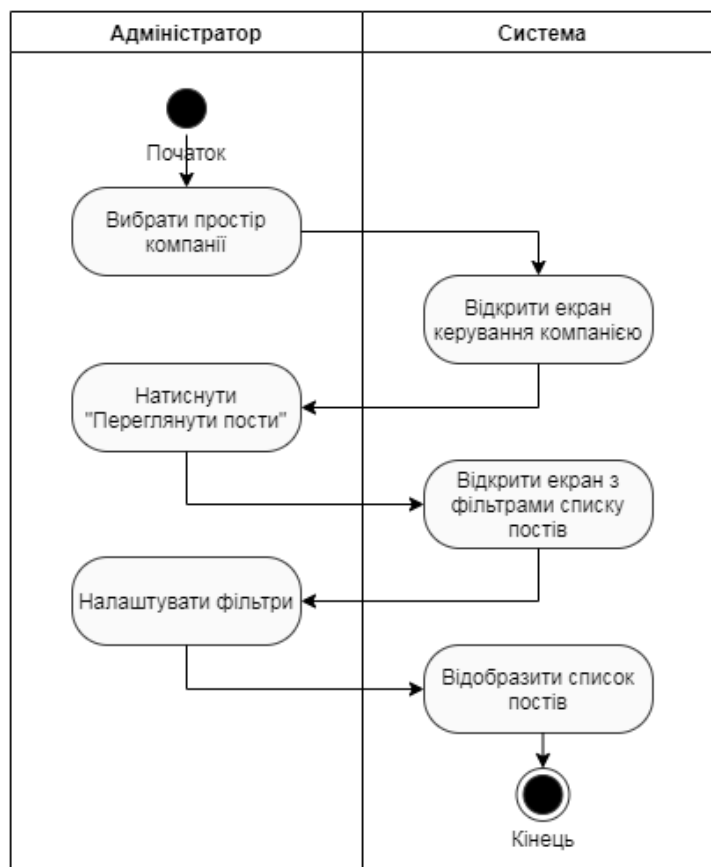 Адміністратор
Система
Початок
Вибрати простір
компанії
Відкрити екран
керування компанією
Натиснути
"Переглянути пости"
Відкрити екран з
фільтрами списку
постів
Налаштувати фільтри
Відобразити список
постів
Кінець